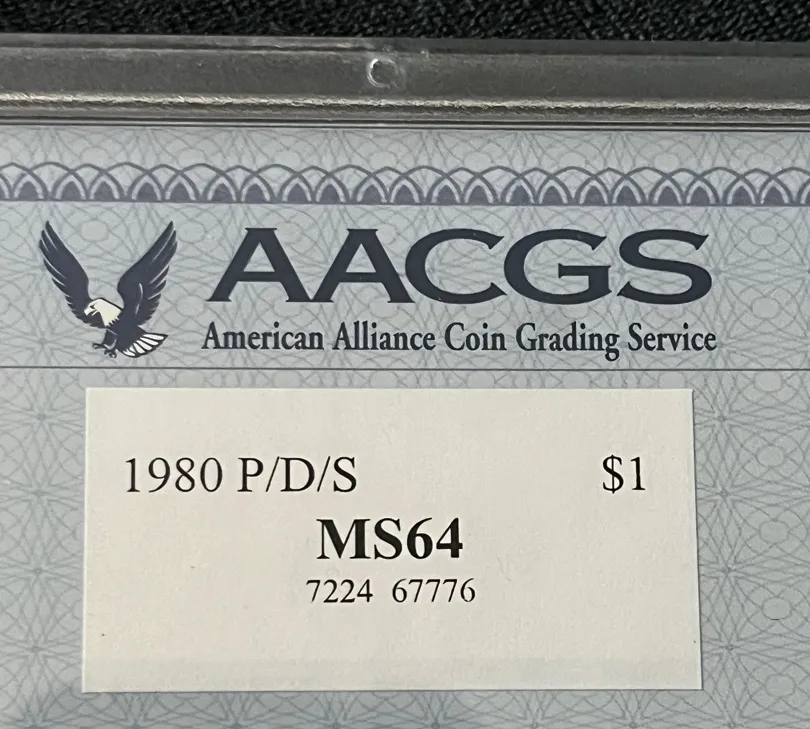 AACGS
American Alliance Coin Grading Service
1980 P/D/S $1
MS64
7224 67776